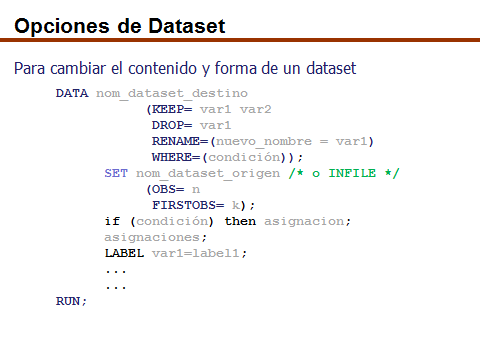 Opciones de Dataset
Para cambiar el contenido y forma de un dataset
DATA nom_dataset_destino
(KEEP= var1 var2
DROP= var1
RENAME=(nuevo_nombre = var1)
WHERE=(condición));
SET nom_dataset_origen /* o INFILE */
(OBS= n
FIRSTOBS= k);
if (condición) then asignacion;
asignaciones;
LABEL var1=label1;
...
...
RUN;